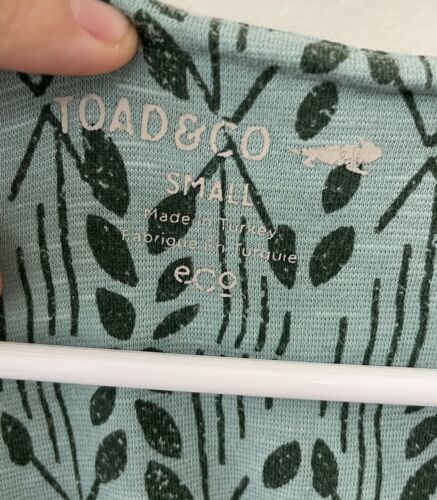 TOAD&CO
SMALL
Made in Turkey
Fabriqué En Turquie
eco